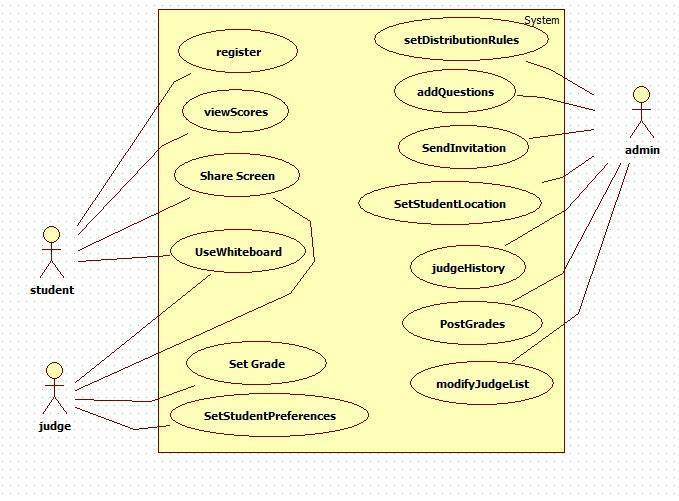 System
register
setDistributionRules
viewScores
addQuestions
admin
SendInvitation
Share Screen
SetStudentLocation
UseWhiteboard
student
judgeHistory
PostGrades
Set Grade
modifyJudgeList
SetStudentPreferences
judge